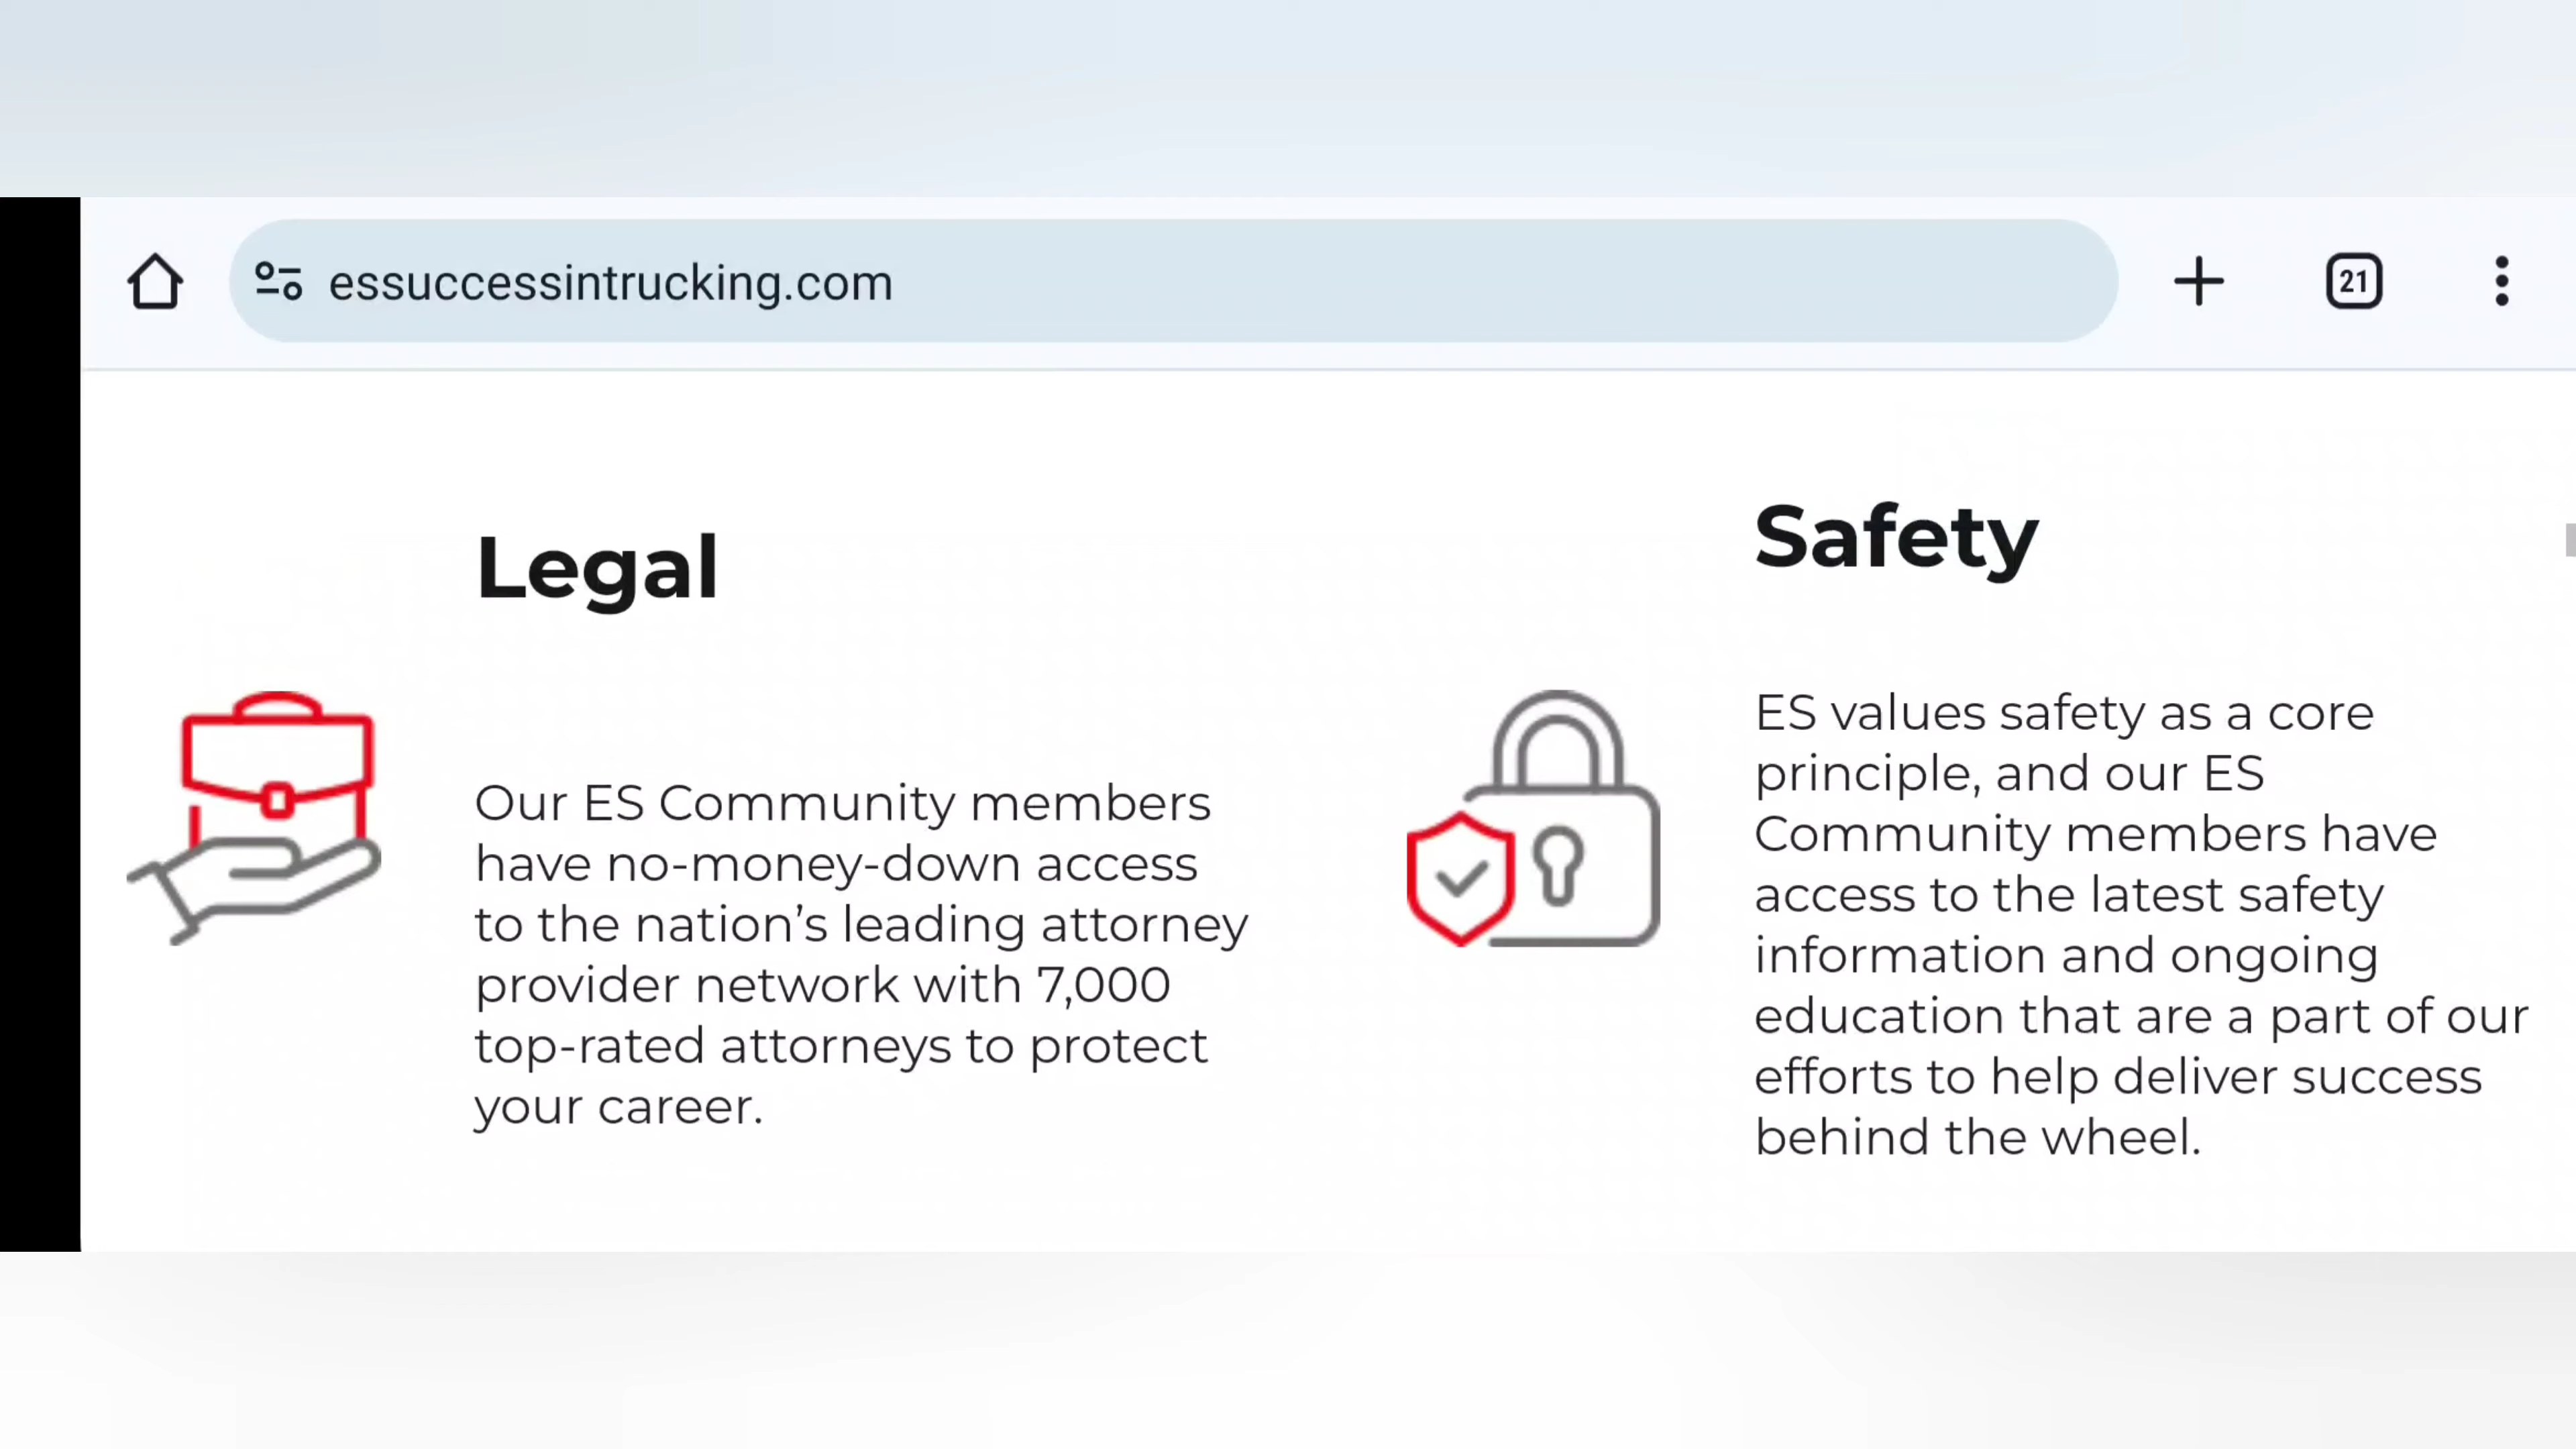 essuccessintrucking.com
21
Legal
Our ES Community members
have no-money-down access
to the nation’s leading attorney
provider network with 7,000
top-rated attorneys to protect
your career.
Safety
ES values safety as a core
principle, and our ES
Community members have
access to the latest safety
information and ongoing
education that are a part of our
efforts to help deliver success
behind the wheel.